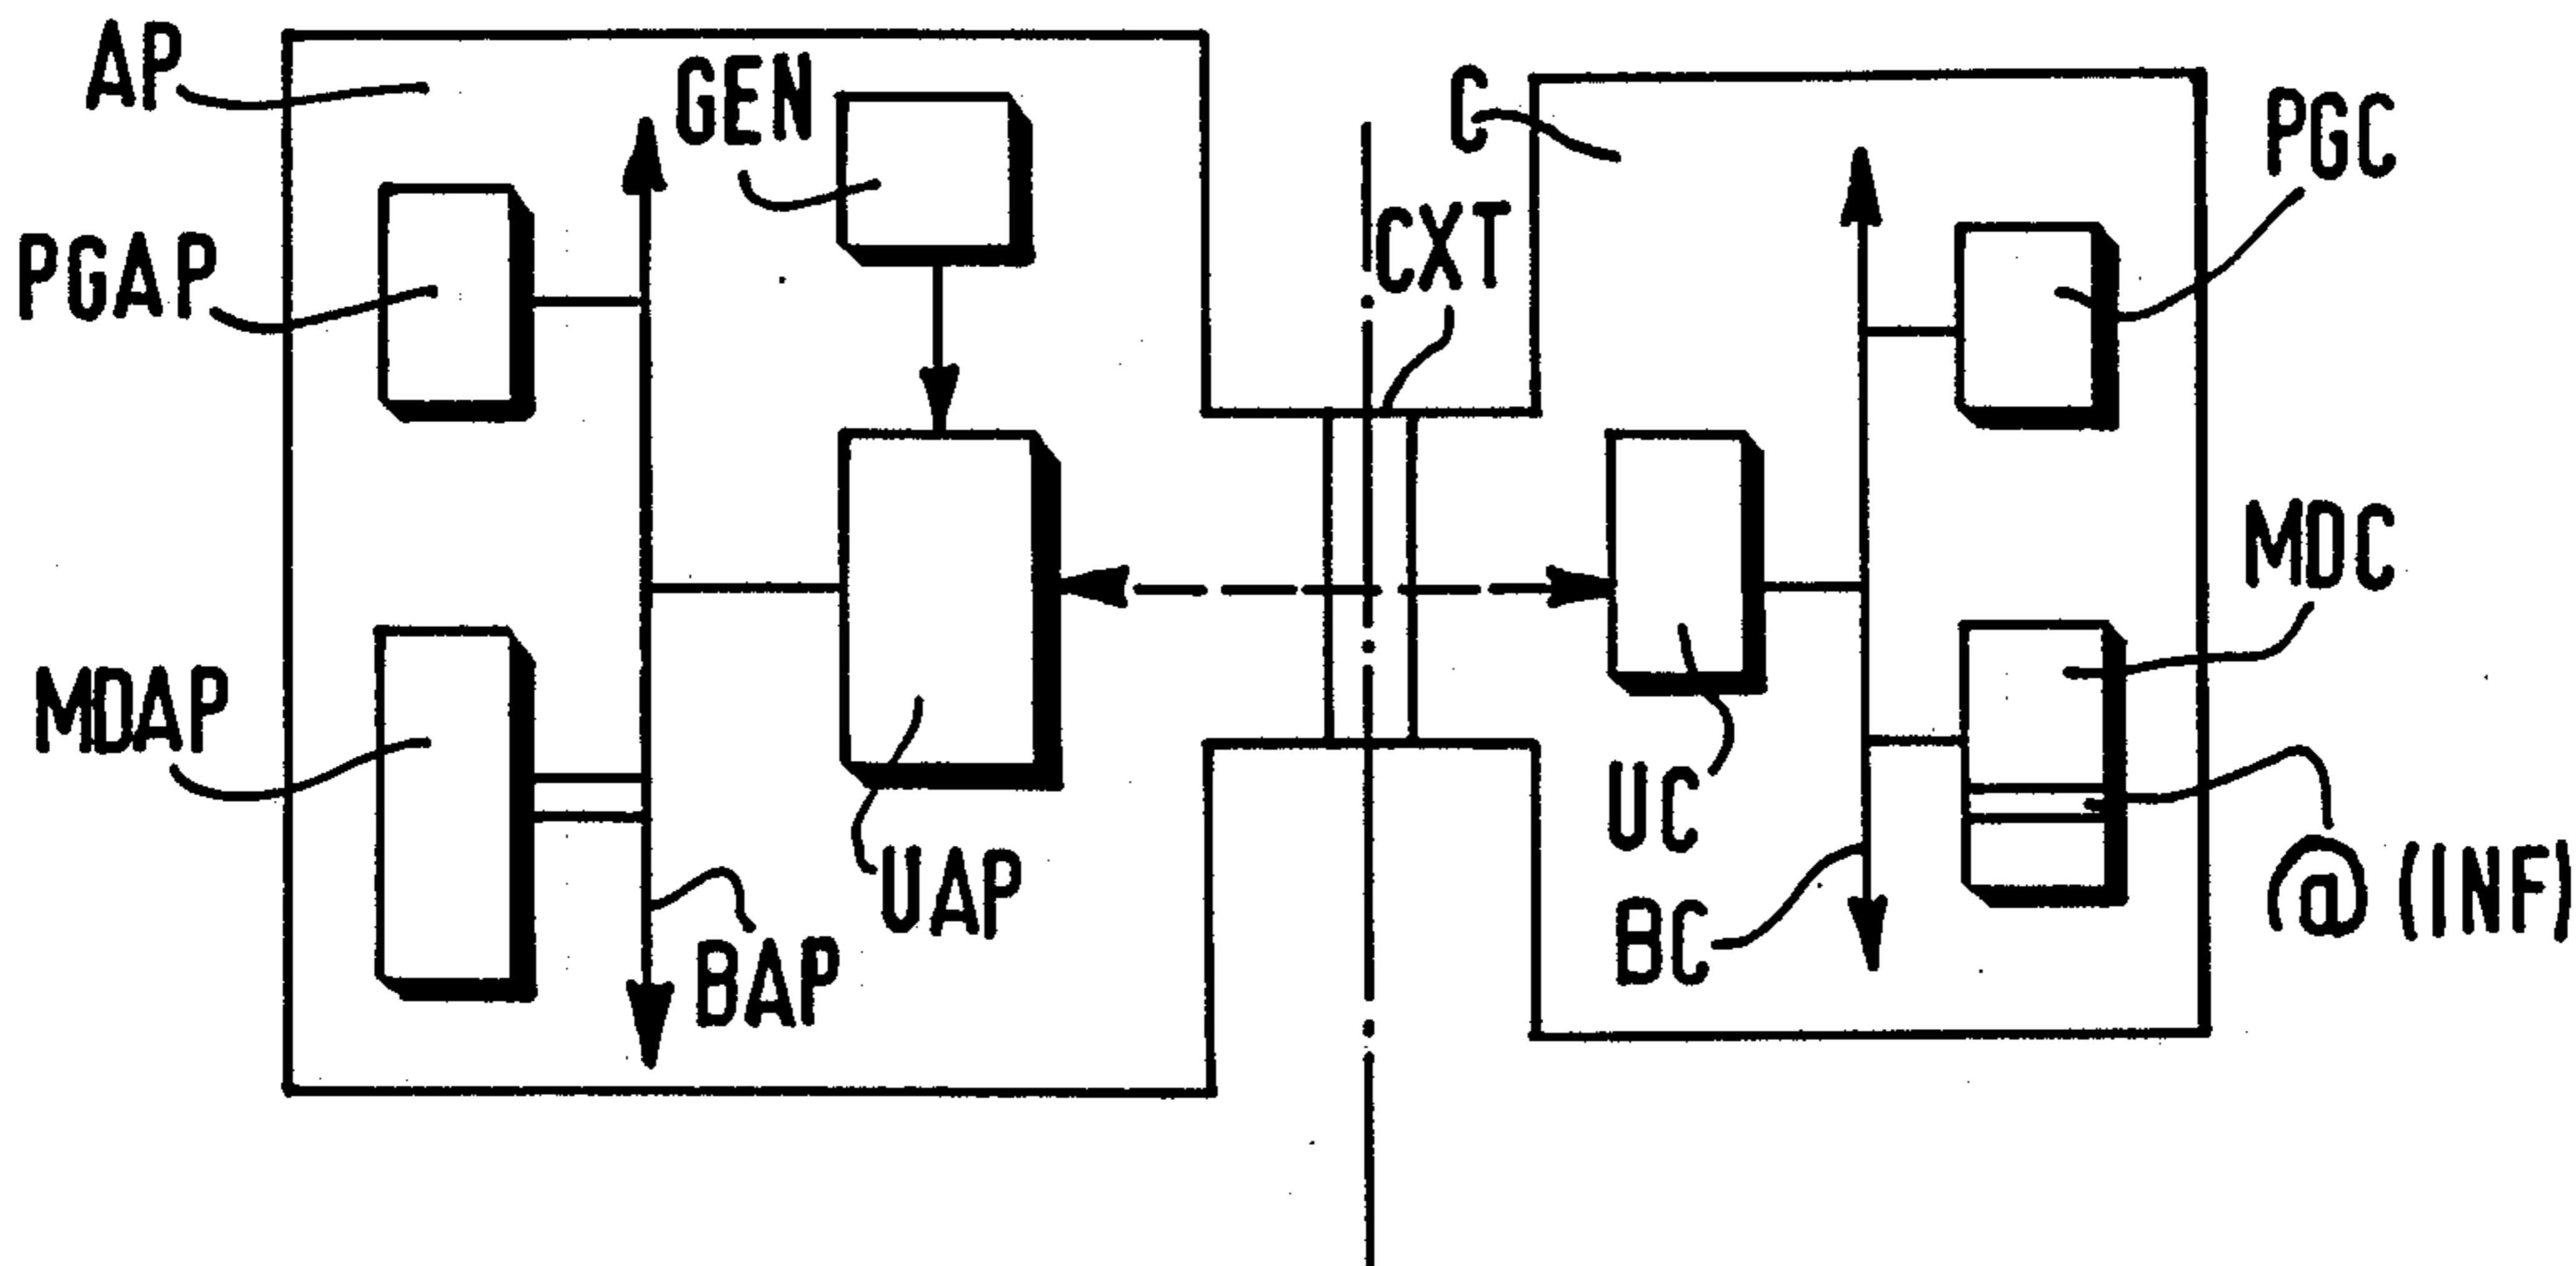 AP
GEN
C
PGC
CXT
PGAP
MDC
MDAP
UC
UAP
@ (INF)
BC
BAP